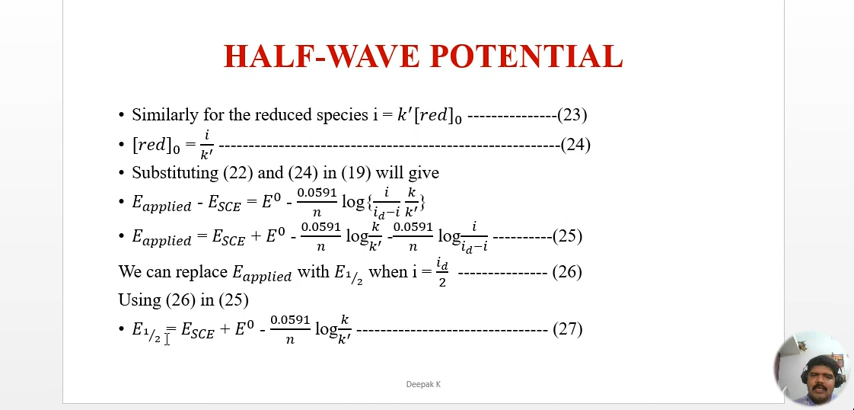 HALF-WAVE POTENTIAL
• Similarly for the reduced species i = k′[red]₀ ---------------(23)
• [red]₀ = i/k′ ----------------------------------------------------------(24)
• Substituting (22) and (24) in (19) will give
• E_applied - E_SCE = E⁰ - 0.0591/n log{i/(i_d−i) k/k′}
• E_applied = E_SCE + E⁰ - 0.0591/n log k/k′ - 0.0591/n log i/(i_d−i) ----------(25)
We can replace E_applied with E_1/2 when i = i_d/2 --------------- (26)
Using (26) in (25)
• E_1/2 = E_SCE + E⁰ - 0.0591/n log k/k′ -------------------------------- (27)
Deepak K